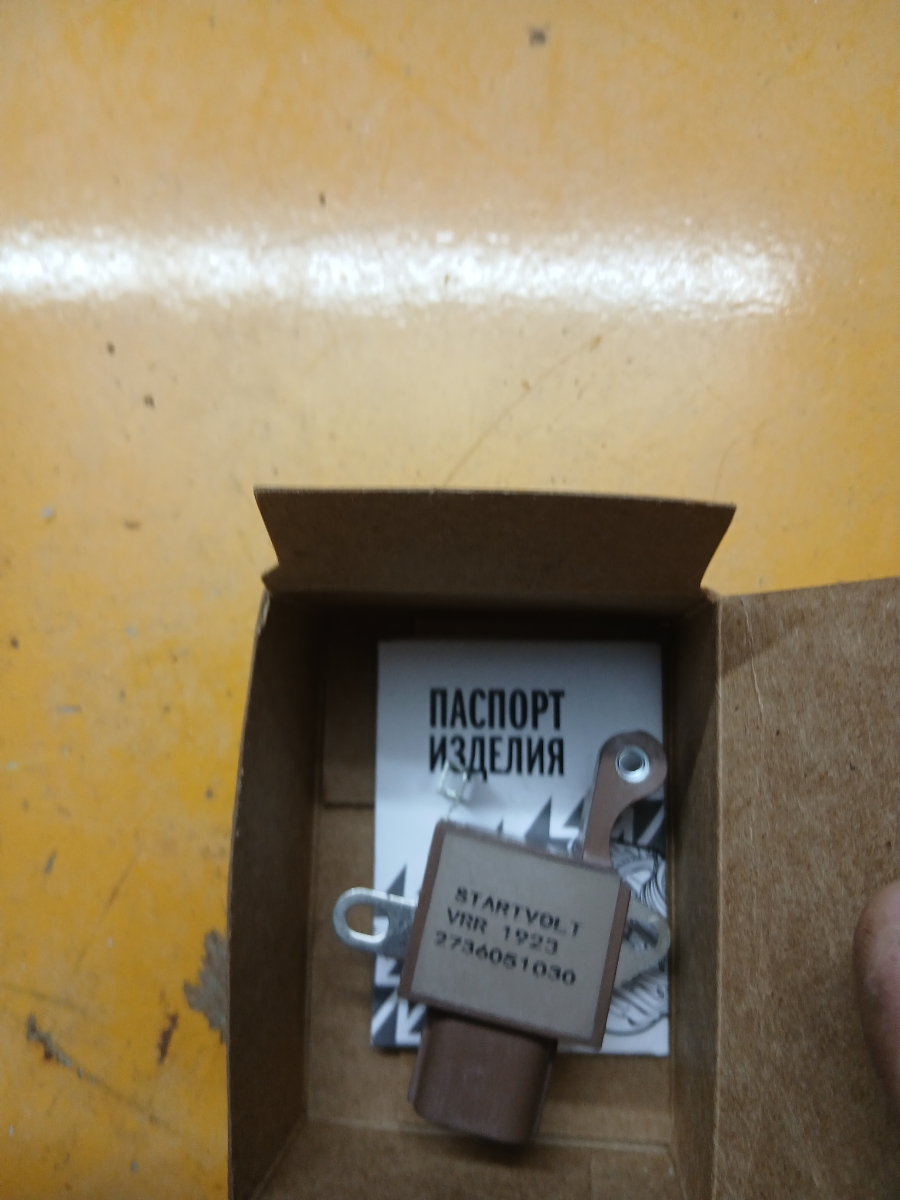 ПАСПОРТ
ИЗДЕЛИЯ
STARTVOLT
VRR 1923
2736051030